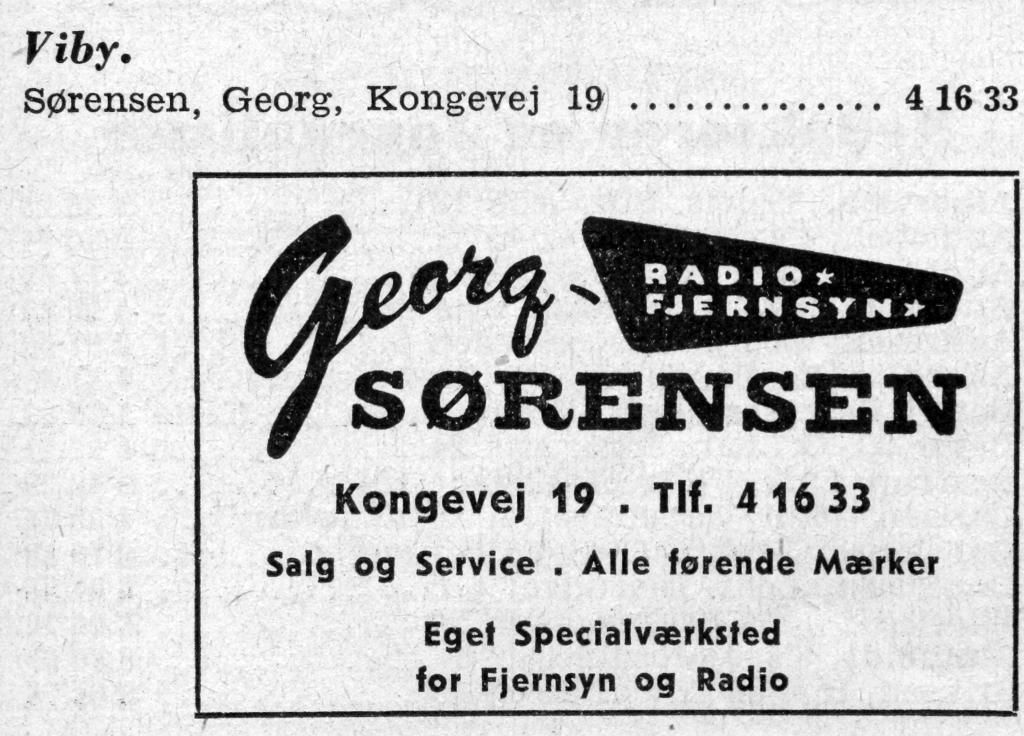 Viby.
Sørensen, Georg, Kongevej 19 .............. 4 16 33
Georg
RADIO★
FJERNSYN★
SØRENSEN
Kongevej 19 . Tlf. 4 16 33
Salg og Service . Alle førende Mærker
Eget Specialværksted
for Fjernsyn og Radio